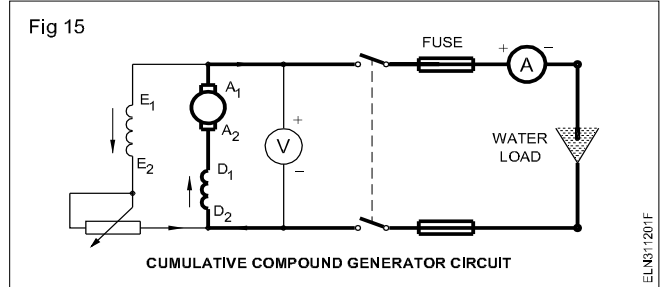 Fig 15
FUSE
+ −
A
E1
A1
A2
E2
+
V
−
D1
D2
WATER
LOAD
CUMULATIVE COMPOUND GENERATOR CIRCUIT
ELN311201F